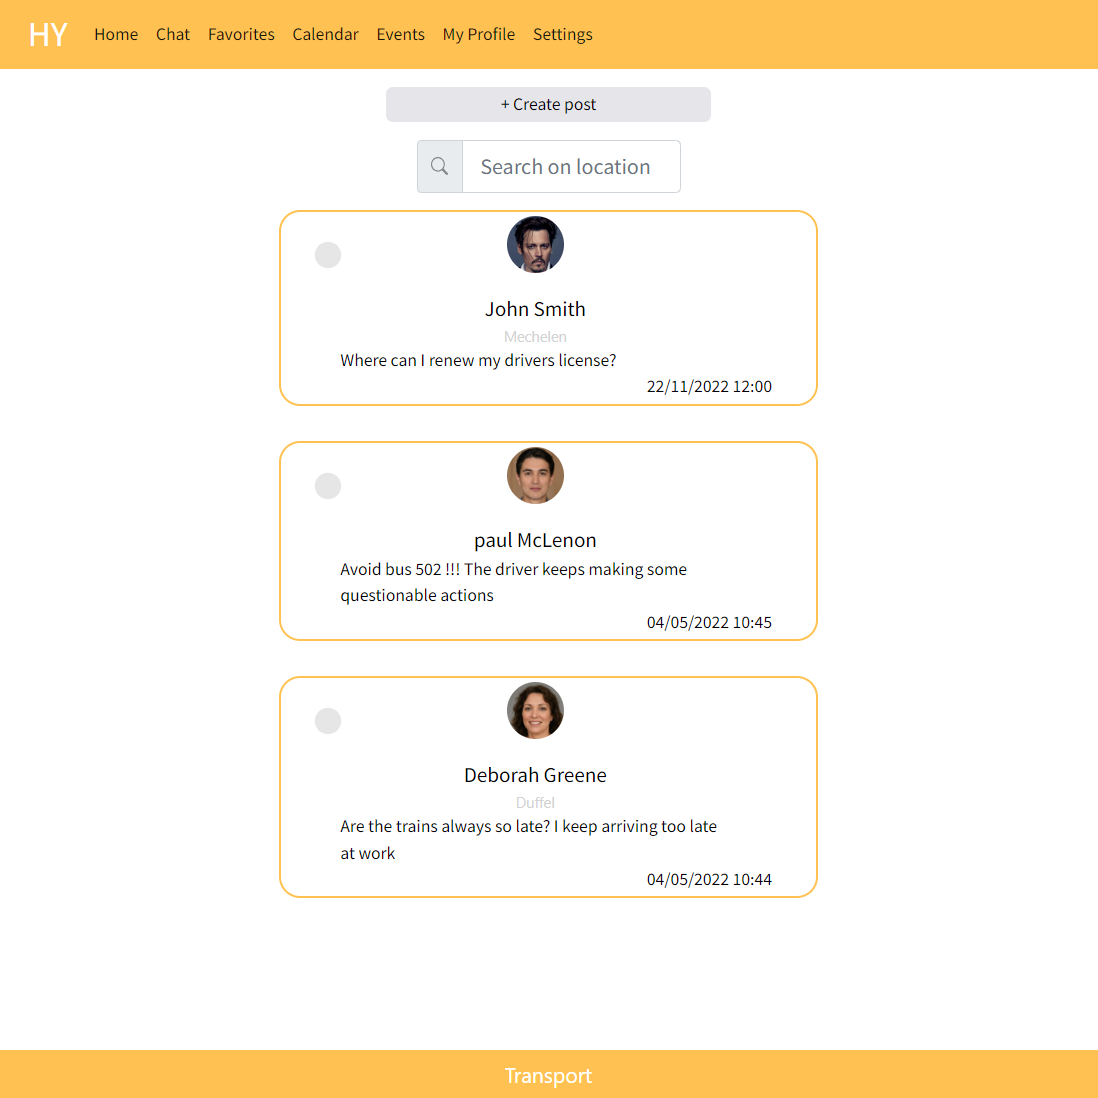 HY Home Chat Favorites Calendar Events My Profile Settings
+ Create post
Search on location
John Smith
Mechelen
Where can I renew my drivers license?
22/11/2022 12:00
paul McLenon
Avoid bus 502 !!! The driver keeps making some
questionable actions
04/05/2022 10:45
Deborah Greene
Duffel
Are the trains always so late? I keep arriving too late
at work
04/05/2022 10:44
Transport